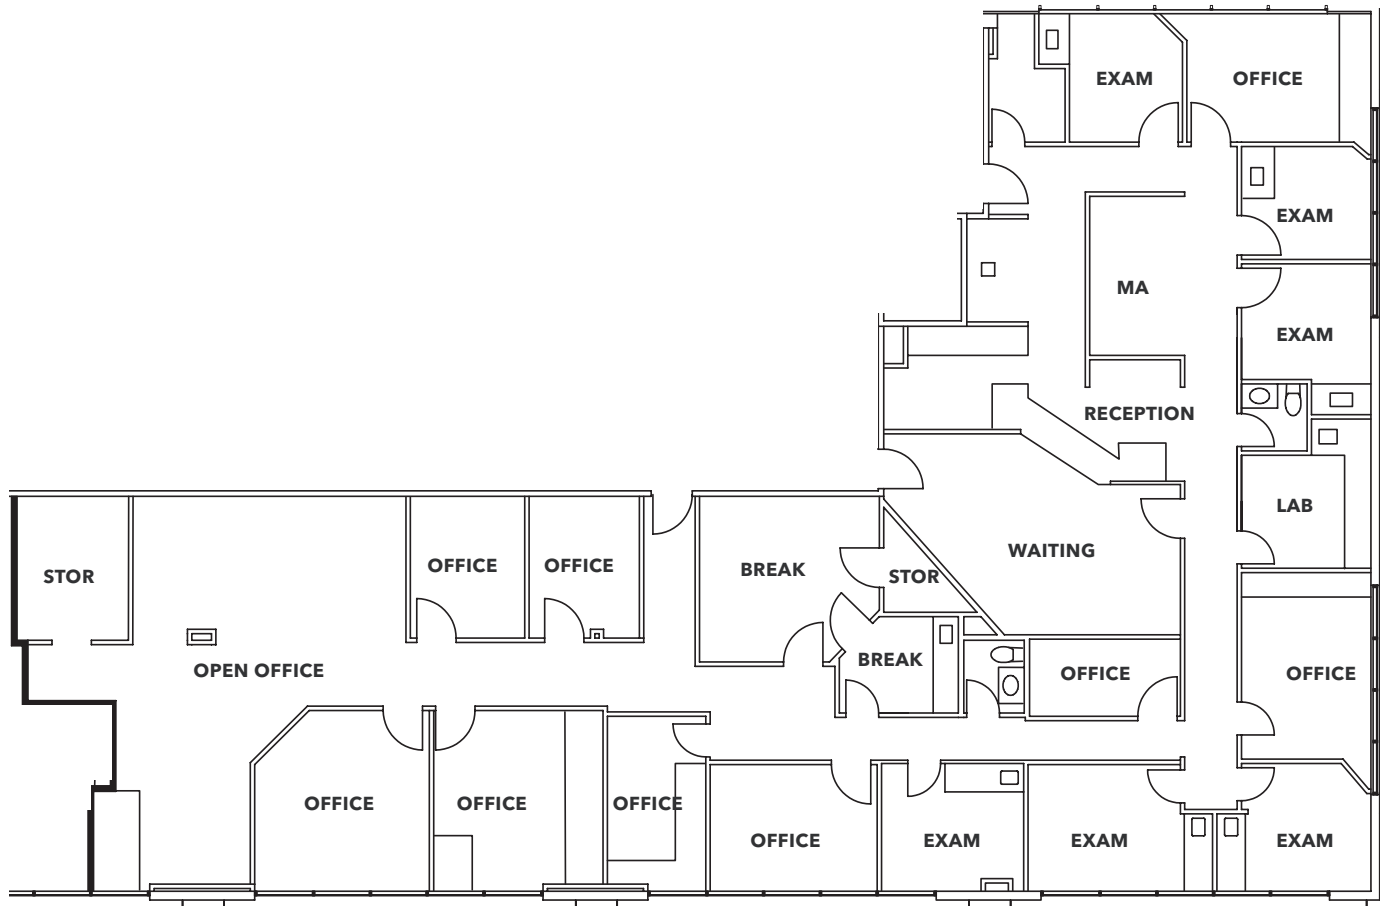 EXAM
OFFICE
EXAM
MA
EXAM
RECEPTION
LAB
WAITING
OFFICE
OFFICE
BREAK
STOR
STOR
BREAK
OPEN OFFICE
OFFICE
OFFICE
OFFICE
OFFICE
OFFICE
OFFICE
EXAM
EXAM
EXAM